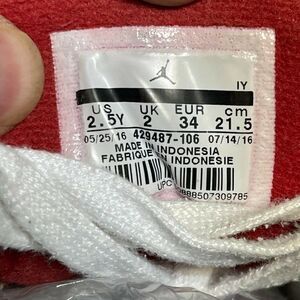 IY
US UK EUR cm
2.5Y 2 34 21.5
05/25/16 429487-106 07/14/16
MADE IN INDONESIA
FABRIQUE INDONESIE
UPC